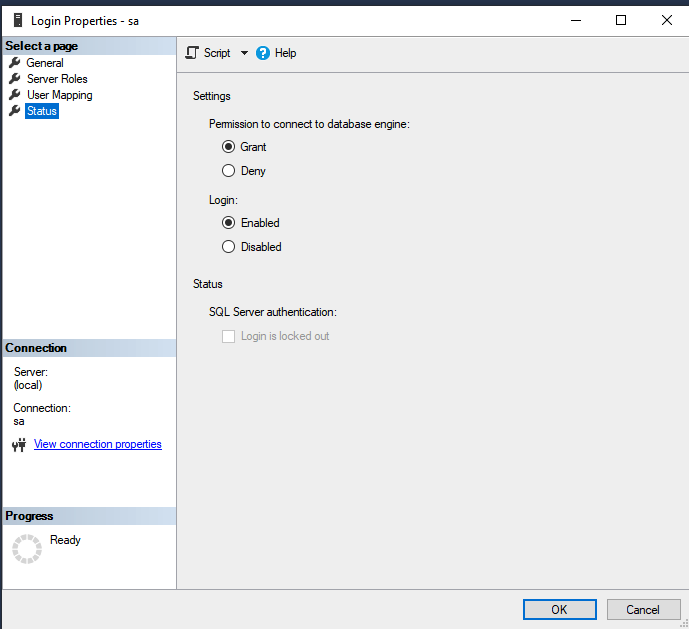 Login Properties - sa
Select a page
General
Server Roles
User Mapping
Status
Script
Help
Settings
Permission to connect to database engine:
Grant
Deny
Login:
Enabled
Disabled
Status
SQL Server authentication:
Login is locked out
Connection
Server:
(local)
Connection:
sa
View connection properties
Progress
Ready
OK
Cancel